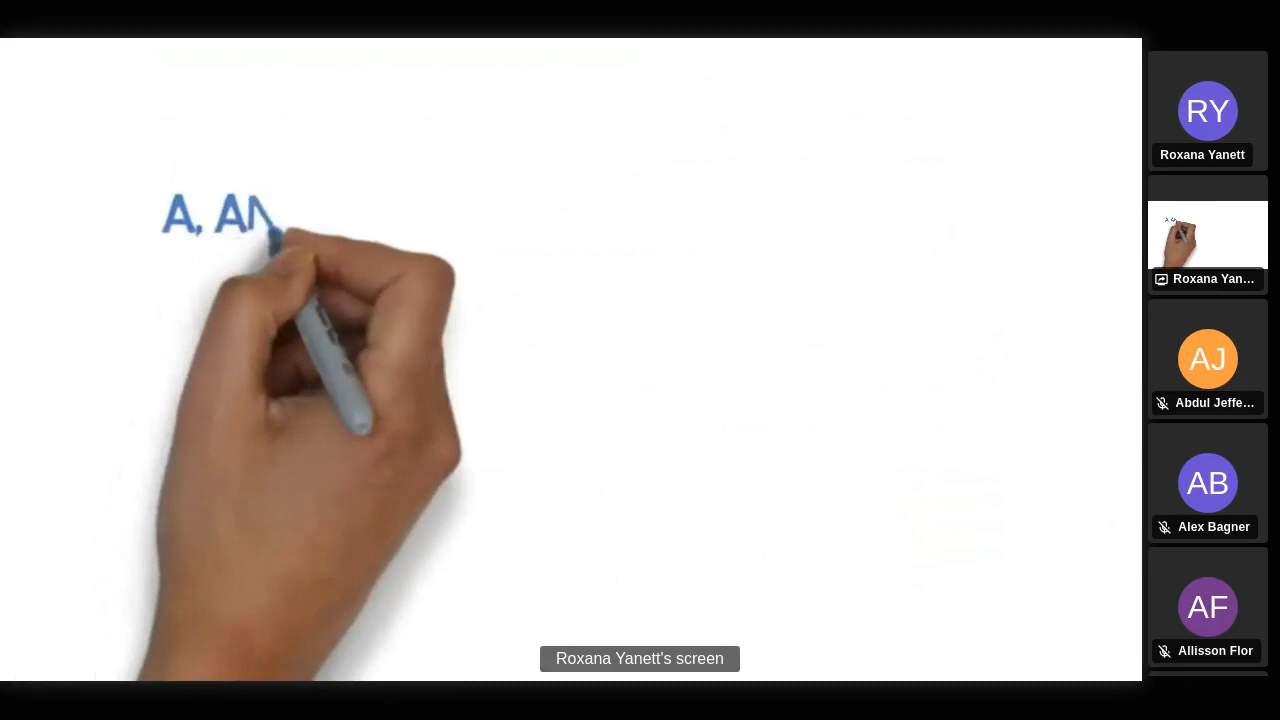 A, AN
RY
Roxana Yanett
Roxana Yan...
AJ
Abdul Jeffe...
AB
Alex Bagner
AF
Allisson Flor
Roxana Yanett's screen